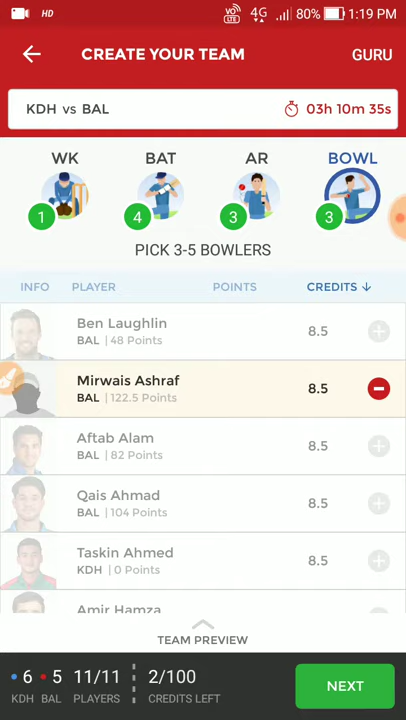 HD VO LTE 4G 80% 1:19 PM
CREATE YOUR TEAM GURU
KDH vs BAL 03h 10m 35s
WK BAT AR BOWL
1 4 3 3
PICK 3-5 BOWLERS
INFO PLAYER POINTS CREDITS ↓
Ben Laughlin
BAL | 48 Points
8.5
Mirwais Ashraf
BAL | 122.5 Points
8.5
Aftab Alam
BAL | 82 Points
8.5
Qais Ahmad
BAL | 104 Points
8.5
Taskin Ahmed
KDH | 0 Points
8.5
Amir Hamza
TEAM PREVIEW
6 5 11/11 2/100
KDH BAL PLAYERS CREDITS LEFT
NEXT